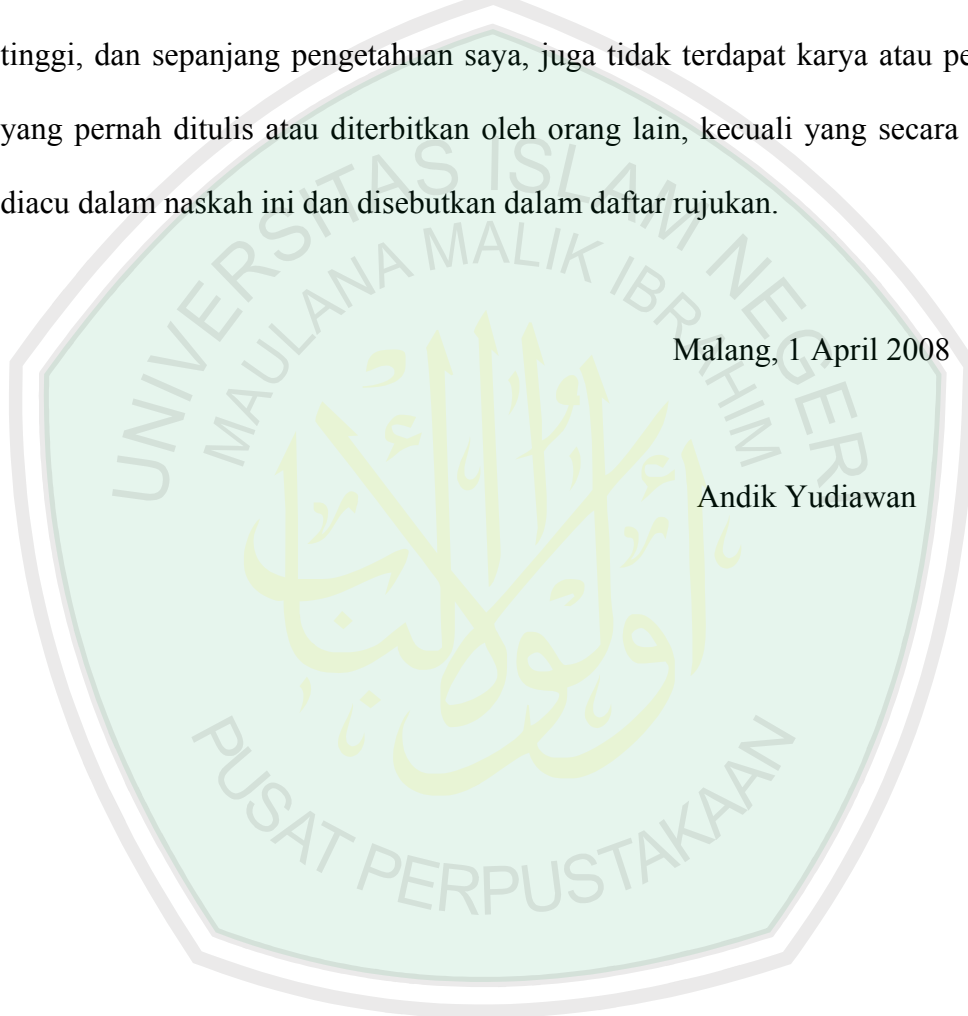 tinggi, dan sepanjang pengetahuan saya, juga tidak terdapat karya atau
yang pernah ditulis atau diterbitkan oleh orang lain, kecuali yang secara
diacu dalam naskah ini dan disebutkan dalam daftar rujukan.
UNIVERSITAS ISLAM NEGERI
MAULANA MALIK IBRAHIM
Malang, 1 April 2008
Andik Yudiawan
PUSAT PERPUSTAKAAN